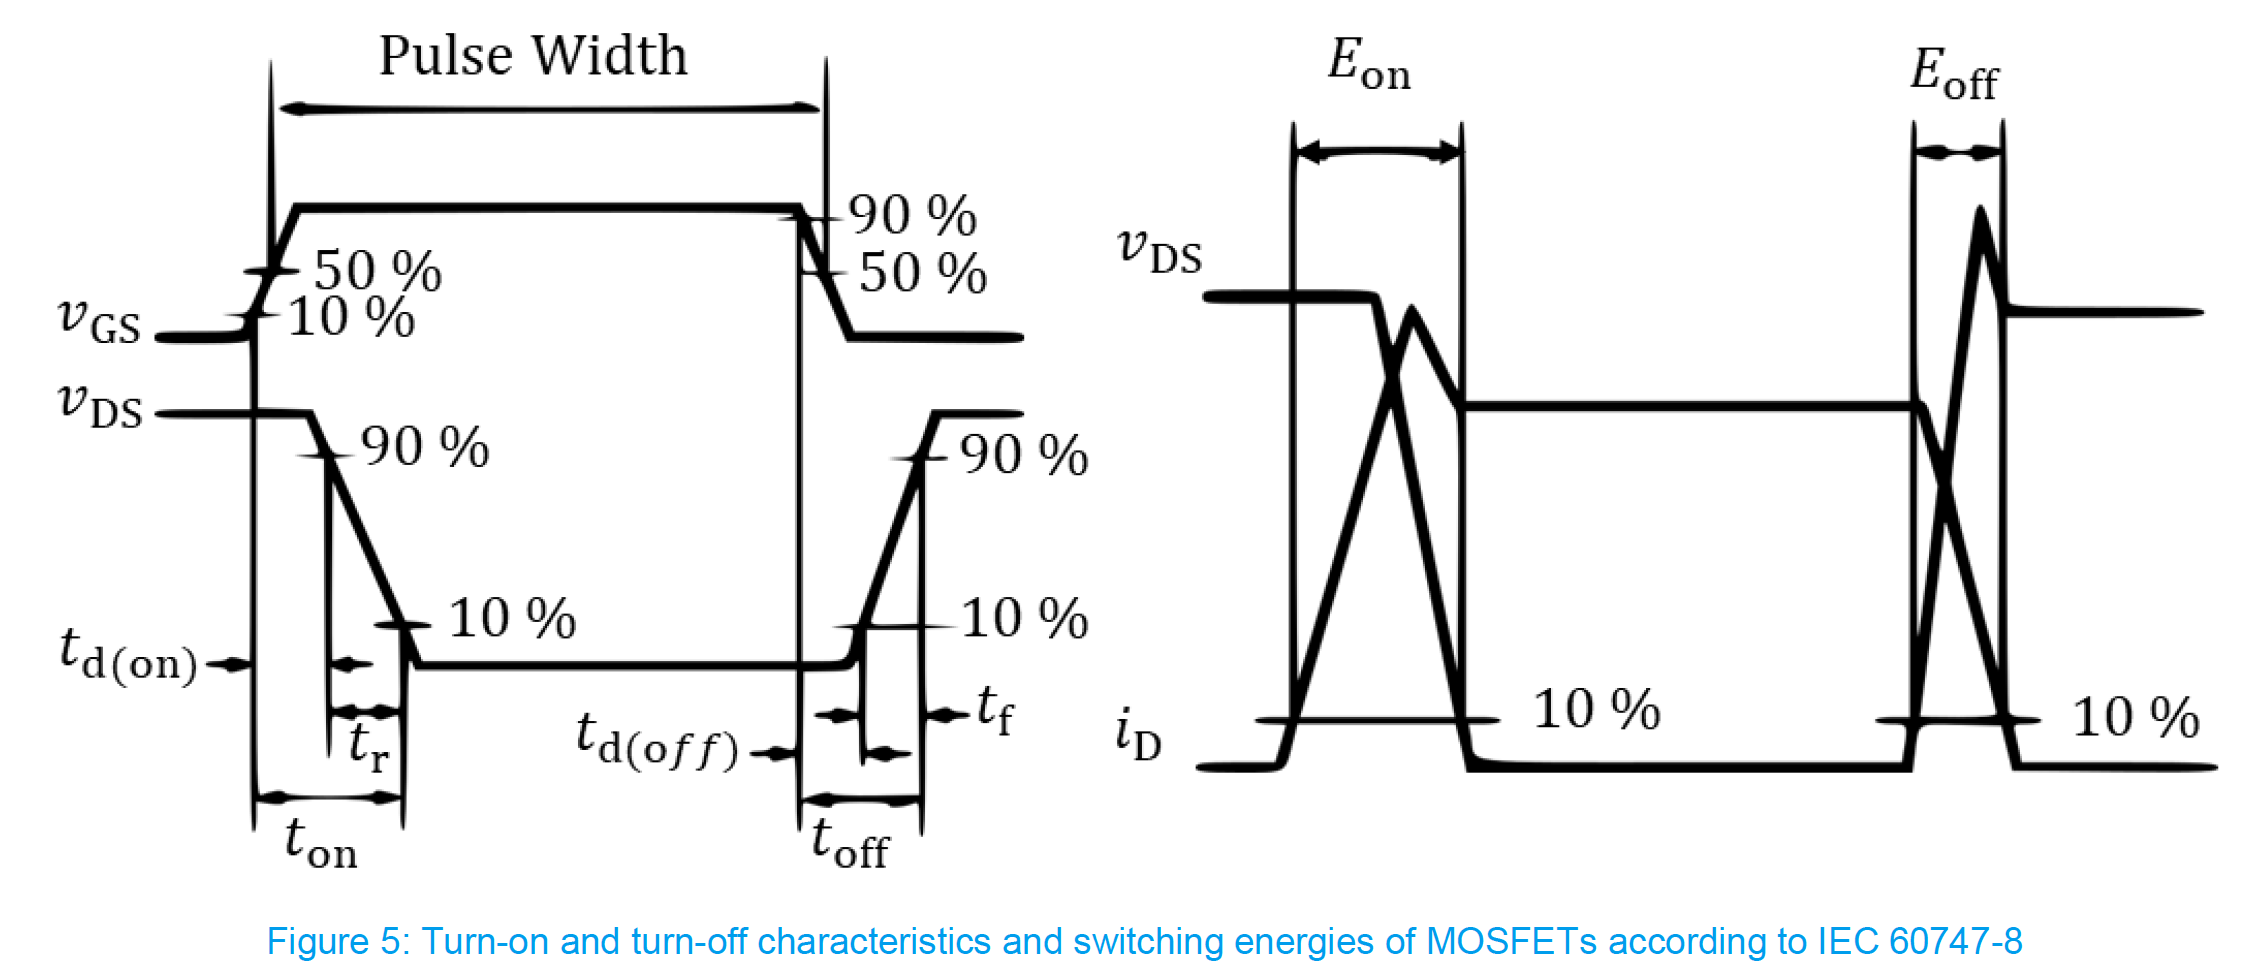 Pulse Width
90 %
50 %
50 %
10 %
vGS
vDS
90 %
90 %
10 %
10 %
td(on)
tr
td(off)
tf
ton
toff
Eon
Eoff
vDS
iD
10 %
10 %
Figure 5: Turn-on and turn-off characteristics and switching energies of MOSFETs according to IEC 60747-8